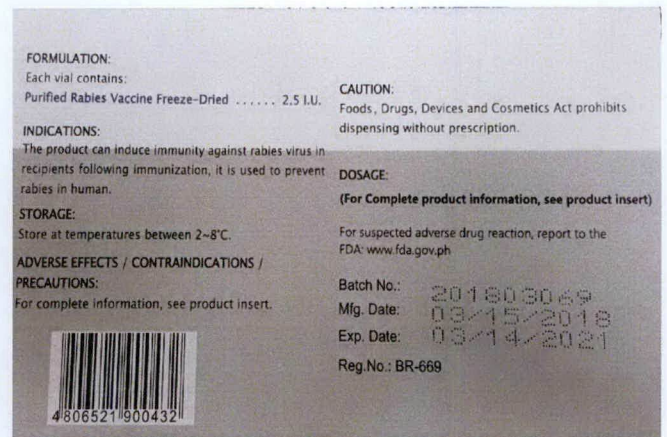 FORMULATION:
Each vial contains:
Purified Rabies Vaccine Freeze-Dried ...... 2.5 I.U.
INDICATIONS:
The product can induce immunity against rabies virus in
recipients following immunization, it is used to prevent
rabies in human.
STORAGE:
Store at temperatures between 2~8°C.
ADVERSE EFFECTS / CONTRAINDICATIONS /
PRECAUTIONS:
For complete information, see product insert.
4806521900432
CAUTION:
Foods, Drugs, Devices and Cosmetics Act prohibits
dispensing without prescription.
DOSAGE:
(For Complete product information, see product insert)
For suspected adverse drug reaction, report to the
FDA: www.fda.gov.ph
Batch No.: 201803069
Mfg. Date: 03/15/2018
Exp. Date: 03/14/2021
Reg.No.: BR-669